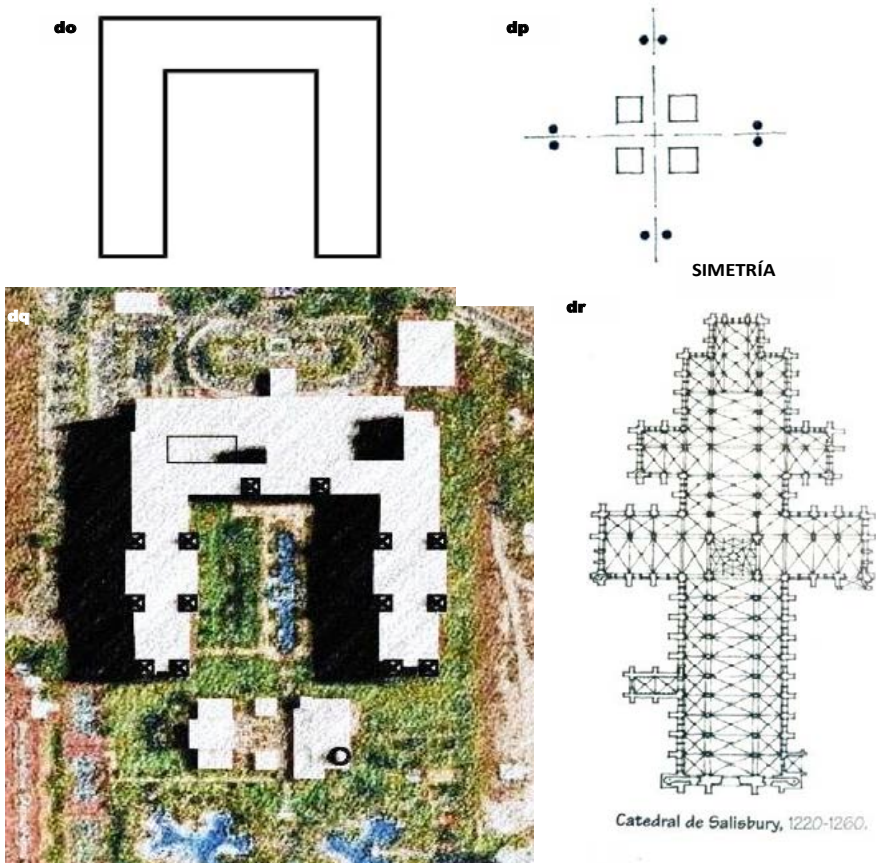 do
dp
SIMETRÍA
dq
dr
Catedral de Salisbury, 1220-1260.